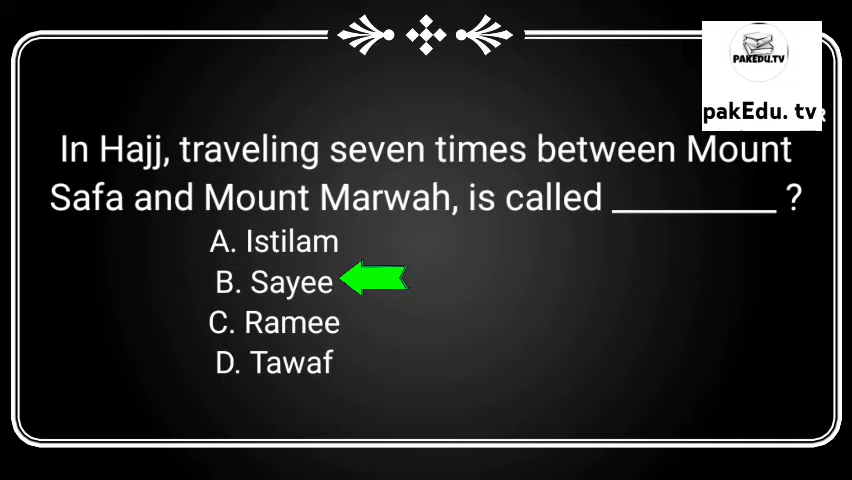 PAKEDU.TV
pakEdu. tv
In Hajj, traveling seven times between Mount
Safa and Mount Marwah, is called __________ ?
A. Istilam
B. Sayee
C. Ramee
D. Tawaf